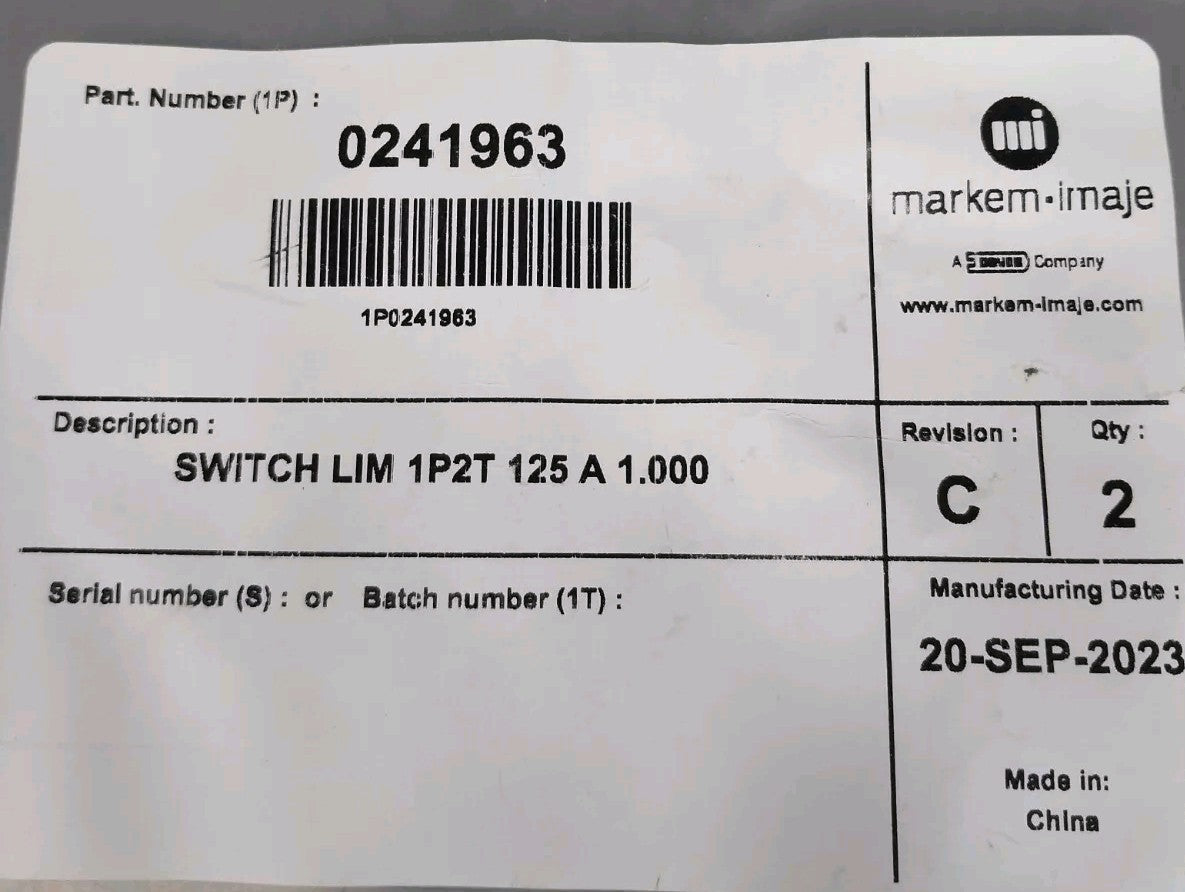 Part. Number (1P) :
0241963
1P0241963
markem·imaje
A DOVER Company
www.markem-imaje.com
Description :
SWITCH LIM 1P2T 125 A 1.000
Revision :
C
Qty :
2
Serial number (S) : or Batch number (1T) :
Manufacturing Date :
20-SEP-2023
Made in:
China